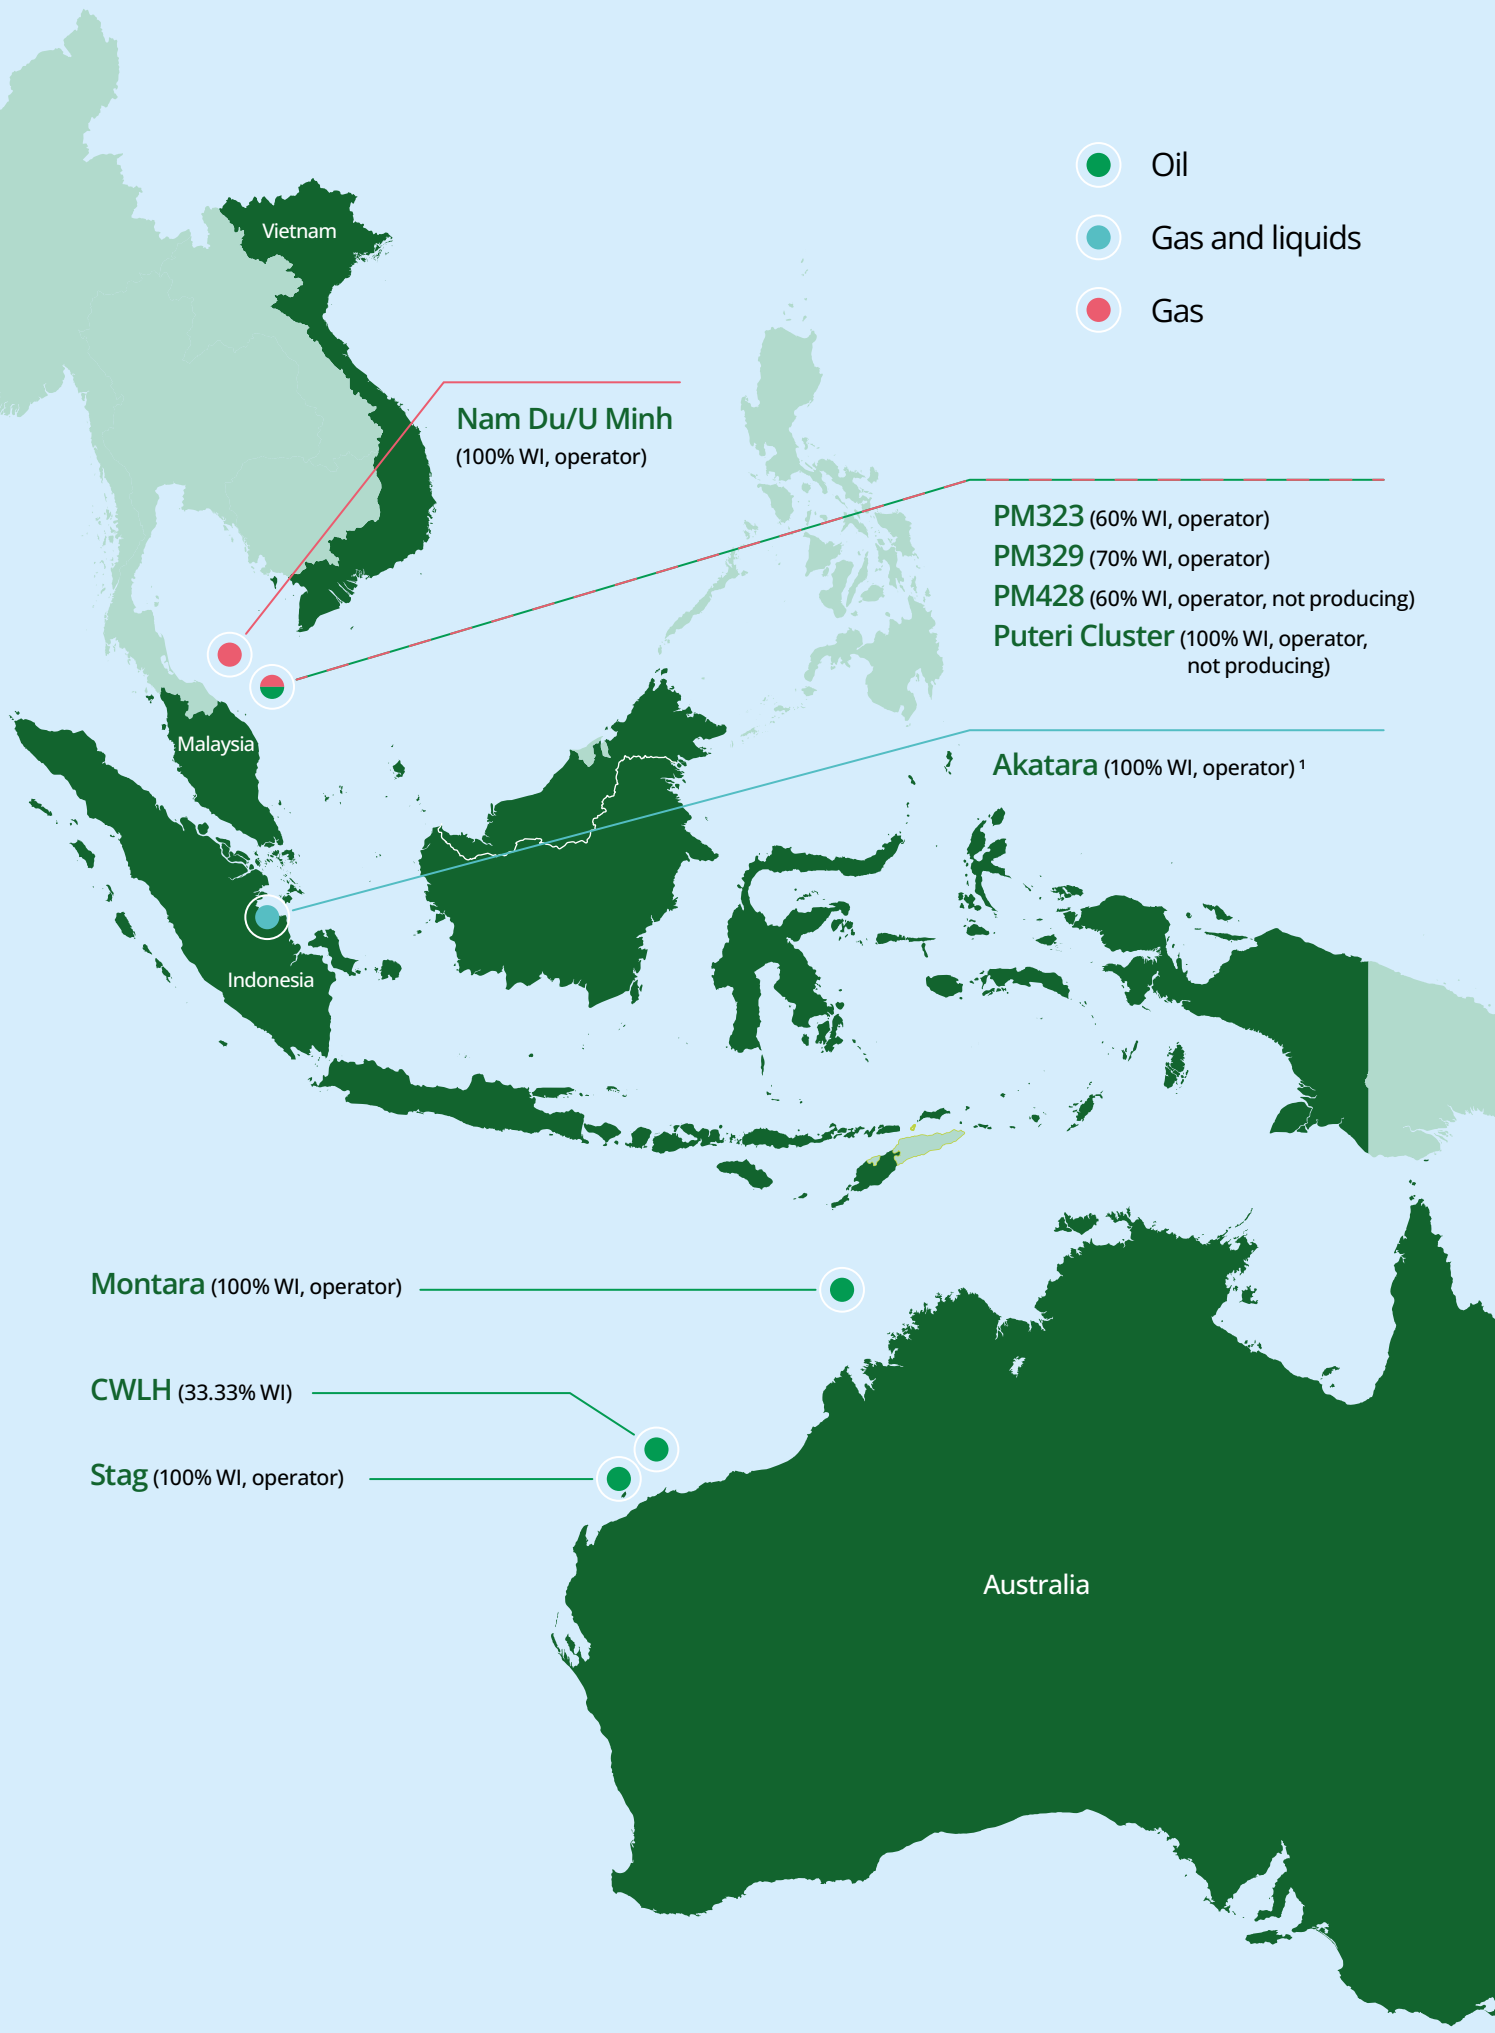 Oil
Vietnam
Gas and liquids
Gas
Nam Du/U Minh
(100% WI, operator)
PM323 (60% WI, operator)
PM329 (70% WI, operator)
PM428 (60% WI, operator, not producing)
Puteri Cluster (100% WI, operator,
not producing)
Malaysia
Akatara (100% WI, operator) ¹
Indonesia
Montara (100% WI, operator)
CWLH (33.33% WI)
Stag (100% WI, operator)
Australia